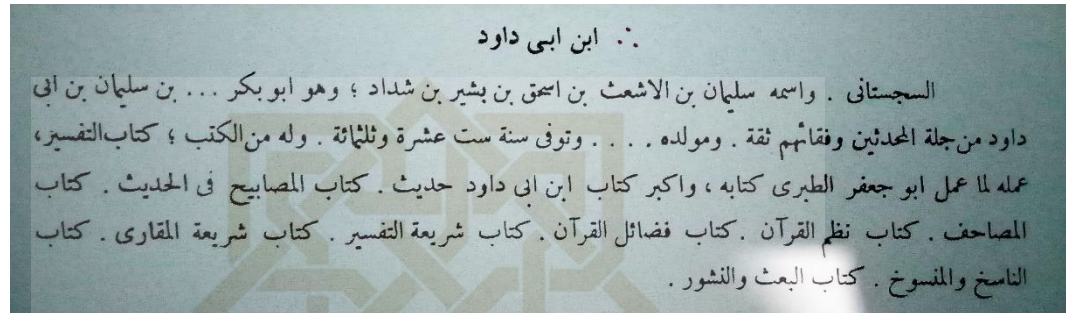 ∴ ابن ابى داود
السجستانى . واسمه سليمان بن الاشعث بن اسحق بن بشير بن شداد ؛ وهو ابو بكر ... بن سليمان بن ابى
داود من جلة المحدثين وفقائهم ثقة . ومولده . . . . وتوفى سنة ست عشرة وثلثمائة . وله من الكتب ؛ كتاب التفسير،
عمله لما عمل ابو جعفر الطبرى كتابه ، واكبر كتاب ابن ابى داود حديث . كتاب المصابيح فى الحديث . كتاب
المصاحف . كتاب نظم القرآن . كتاب فضائل القرآن . كتاب شريعة التفسير . كتاب شريعة المقارى . كتاب
الناسخ والمنسوخ . كتاب البعث والنشور .